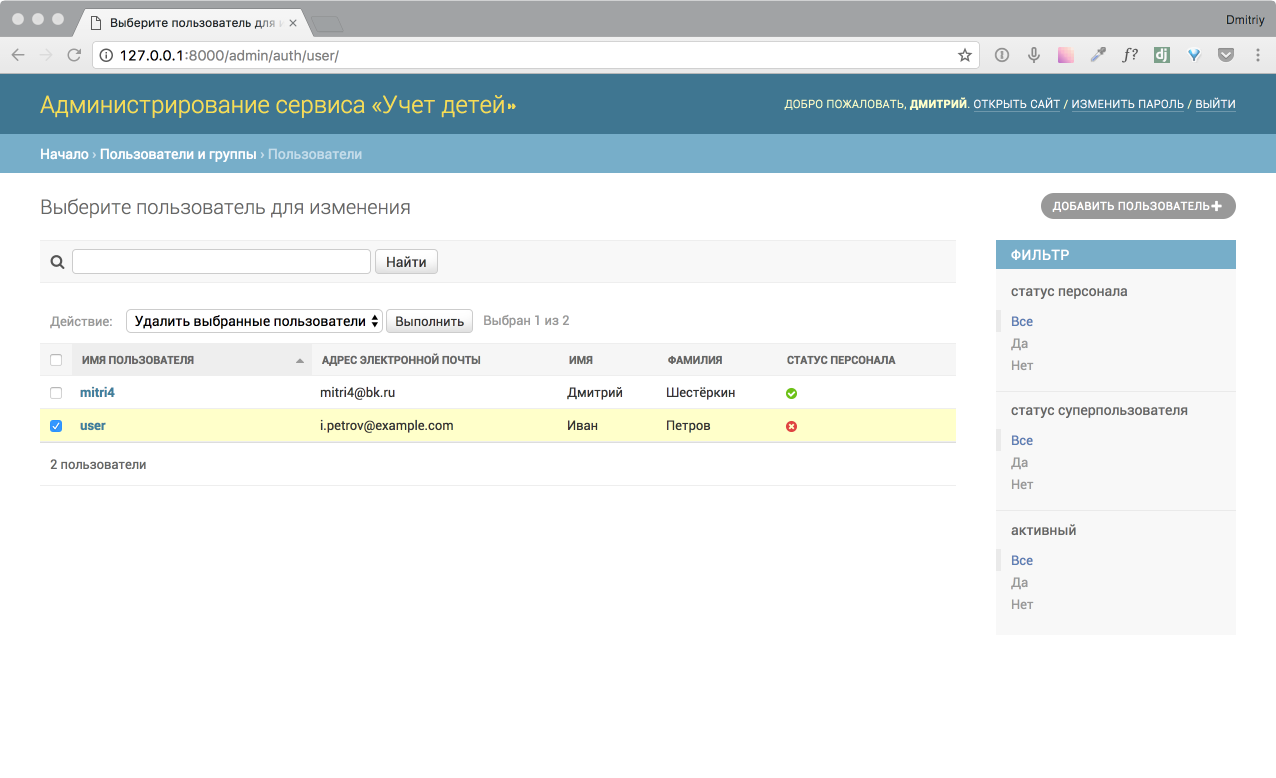 Dmitriy
Выберите пользователь для и
127.0.0.1:8000/admin/auth/user/
f?
dj
Администрирование сервиса «Учет детей»
ДОБРО ПОЖАЛОВАТЬ, ДМИТРИЙ. ОТКРЫТЬ САЙТ / ИЗМЕНИТЬ ПАРОЛЬ / ВЫЙТИ
Начало › Пользователи и группы › Пользователи
Выберите пользователь для изменения
ДОБАВИТЬ ПОЛЬЗОВАТЕЛЬ+
Найти
Действие: Удалить выбранные пользователи Выполнить Выбран 1 из 2
ИМЯ ПОЛЬЗОВАТЕЛЯ АДРЕС ЭЛЕКТРОННОЙ ПОЧТЫ ИМЯ ФАМИЛИЯ СТАТУС ПЕРСОНАЛА
mitri4 mitri4@bk.ru Дмитрий Шестёркин
user i.petrov@example.com Иван Петров
2 пользователи
ФИЛЬТР
статус персонала
Все
Да
Нет
статус суперпользователя
Все
Да
Нет
активный
Все
Да
Нет